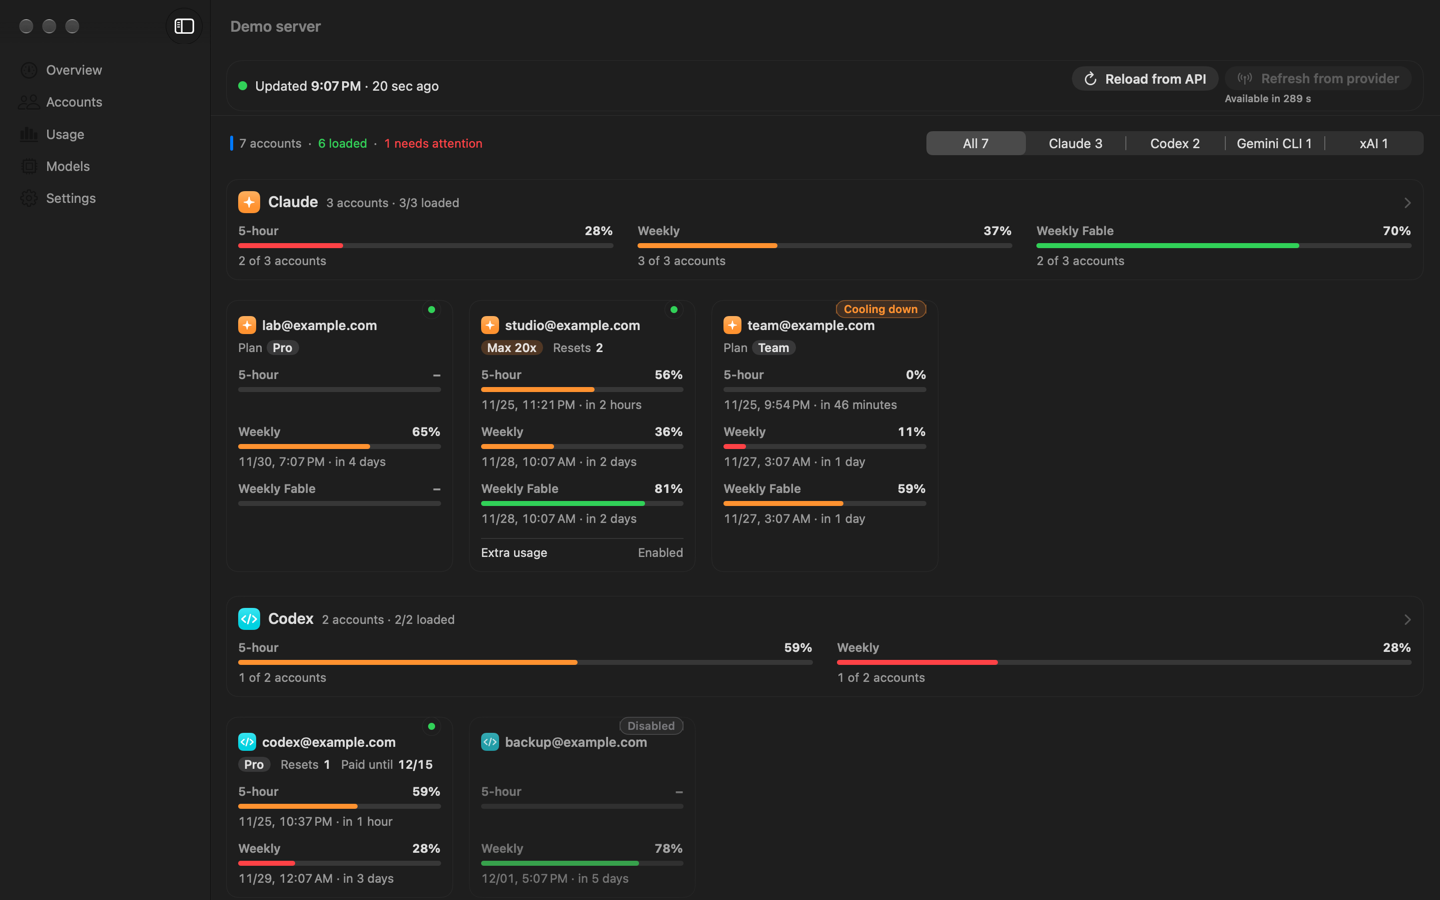 Demo server
Overview
Accounts
Usage
Models
Settings
Updated 9:07 PM · 20 sec ago
Reload from API
Refresh from provider
Available in 289 s
7 accounts · 6 loaded · 1 needs attention
All 7
Claude 3
Codex 2
Gemini CLI 1
xAI 1
Claude 3 accounts · 3/3 loaded
5-hour 28%
2 of 3 accounts
Weekly 37%
3 of 3 accounts
Weekly Fable 70%
2 of 3 accounts
lab@example.com
Plan Pro
5-hour –
Weekly 65%
11/30, 7:07 PM · in 4 days
Weekly Fable –
studio@example.com
Max 20x Resets 2
5-hour 56%
11/25, 11:21 PM · in 2 hours
Weekly 36%
11/28, 10:07 AM · in 2 days
Weekly Fable 81%
11/28, 10:07 AM · in 2 days
Extra usage Enabled
Cooling down
team@example.com
Plan Team
5-hour 0%
11/25, 9:54 PM · in 46 minutes
Weekly 11%
11/27, 3:07 AM · in 1 day
Weekly Fable 59%
11/27, 3:07 AM · in 1 day
Codex 2 accounts · 2/2 loaded
5-hour 59%
1 of 2 accounts
Weekly 28%
1 of 2 accounts
codex@example.com
Pro Resets 1 Paid until 12/15
5-hour 59%
11/25, 10:37 PM · in 1 hour
Weekly 28%
11/29, 12:07 AM · in 3 days
Disabled
backup@example.com
5-hour –
Weekly 78%
12/01, 5:07 PM · in 5 days